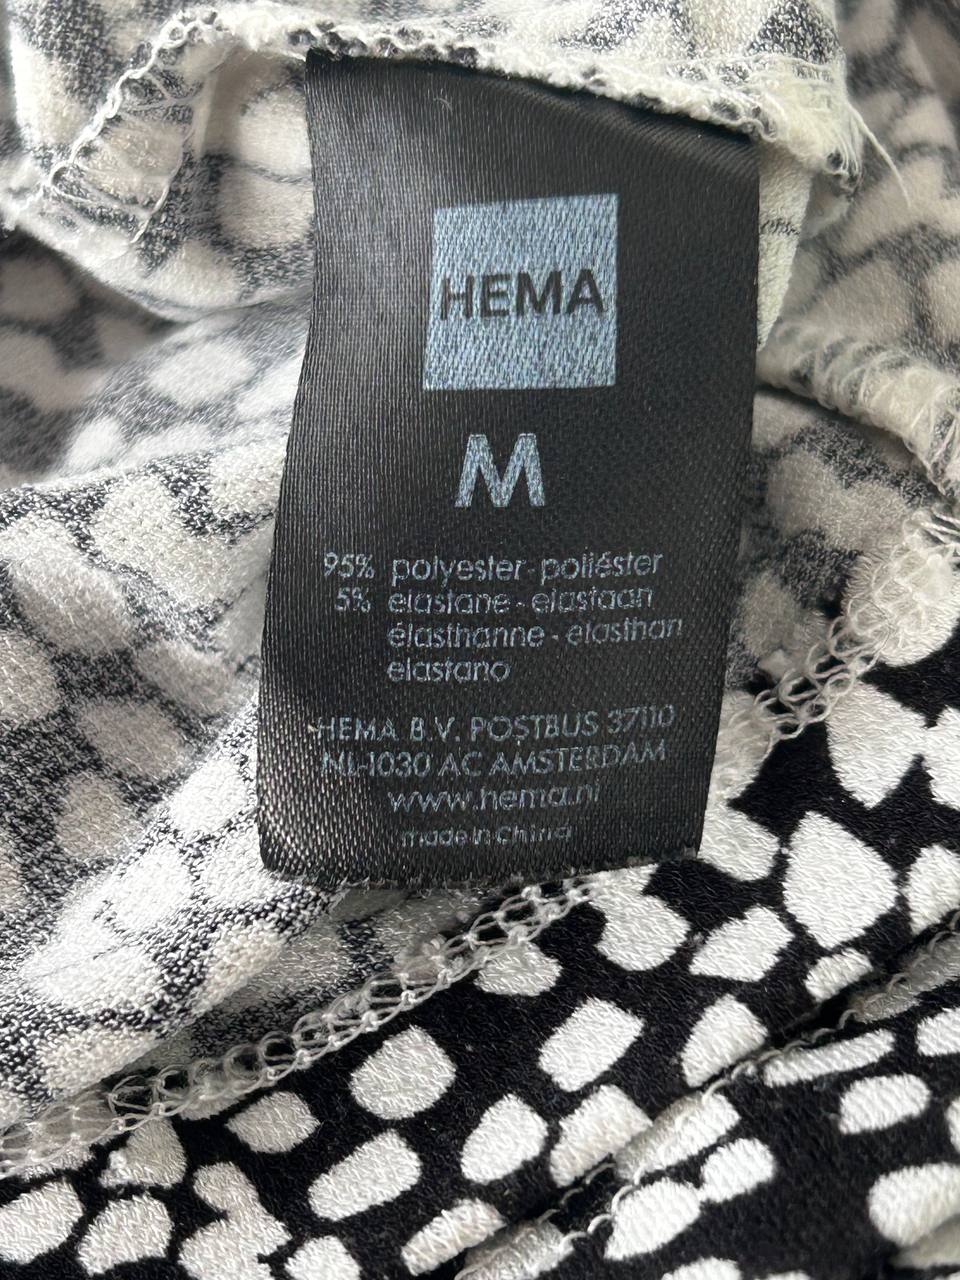 HEMA
M
95% polyester - poliéster
5% elastane - elastaan
élasthanne - elasthan
elastano
HEMA B.V. POSTBUS 37110
NL-1030 AC AMSTERDAM
www.hema.nl
made in China